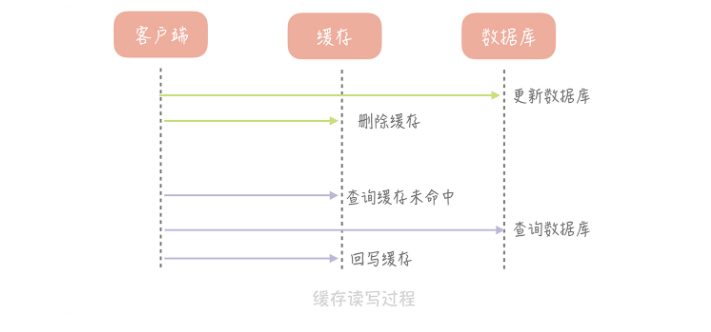 客户端
缓存
数据库
更新数据库
删除缓存
查询缓存未命中
查询数据库
回写缓存
缓存读写过程